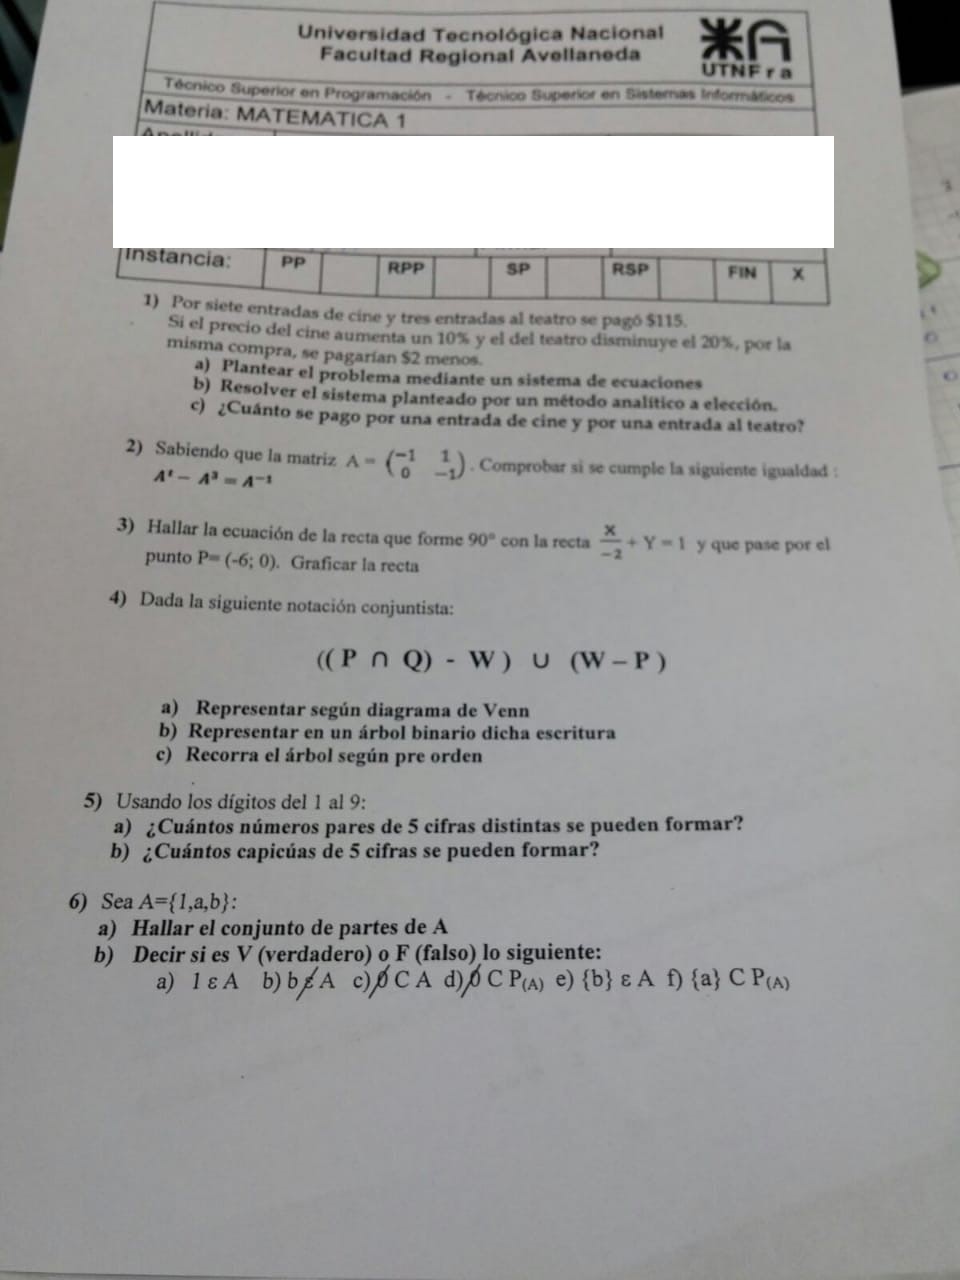 Universidad Tecnológica Nacional
Facultad Regional Avellaneda
UTNFra
Técnico Superior en Programación - Técnico Superior en Sistemas Informáticos
Materia: MATEMATICA 1
Instancia: PP RPP SP RSP FIN X
1) Por siete entradas de cine y tres entradas al teatro se pagó $115.
Si el precio del cine aumenta un 10% y el del teatro disminuye el 20%, por la
misma compra, se pagarían $2 menos.
a) Plantear el problema mediante un sistema de ecuaciones
b) Resolver el sistema planteado por un método analítico a elección.
c) ¿Cuánto se pago por una entrada de cine y por una entrada al teatro?
2) Sabiendo que la matriz A = (−1 1 0 −1). Comprobar si se cumple la siguiente igualdad :
Aᵗ − A³ = A⁻¹
3) Hallar la ecuación de la recta que forme 90° con la recta x/−2 + Y = 1 y que pase por el
punto P= (-6; 0). Graficar la recta
4) Dada la siguiente notación conjuntista:
(( P ∩ Q) - W ) ∪ (W – P )
a) Representar según diagrama de Venn
b) Representar en un árbol binario dicha escritura
c) Recorra el árbol según pre orden
5) Usando los dígitos del 1 al 9:
a) ¿Cuántos números pares de 5 cifras distintas se pueden formar?
b) ¿Cuántos capicúas de 5 cifras se pueden formar?
6) Sea A={1,a,b}:
a) Hallar el conjunto de partes de A
b) Decir si es V (verdadero) o F (falso) lo siguiente:
a) 1 ε A b) b ɇ A c) ∅ C A d) ∅ C P(A) e) {b} ε A f) {a} C P(A)